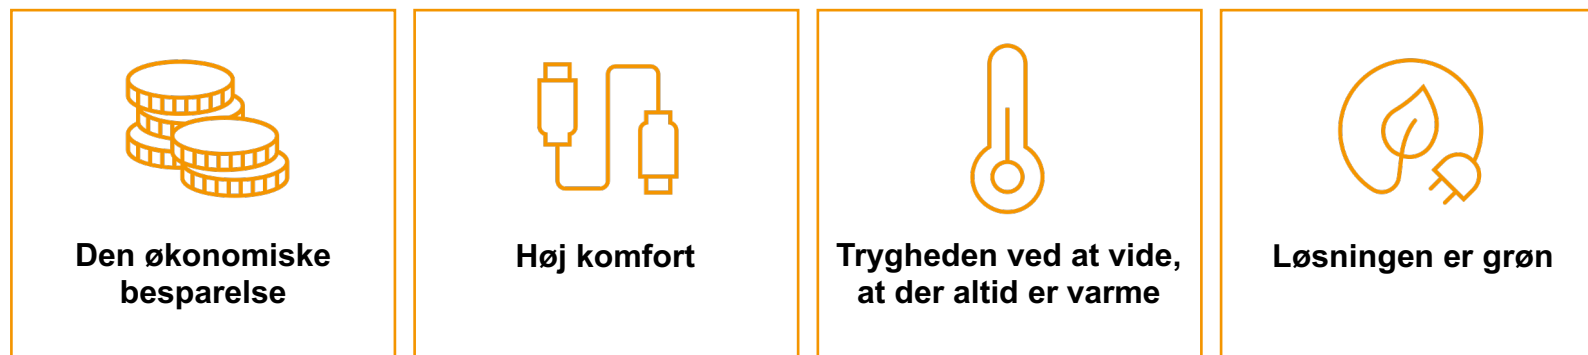 Den økonomiske
besparelse
Høj komfort
Trygheden ved at vide,
at der altid er varme
Løsningen er grøn